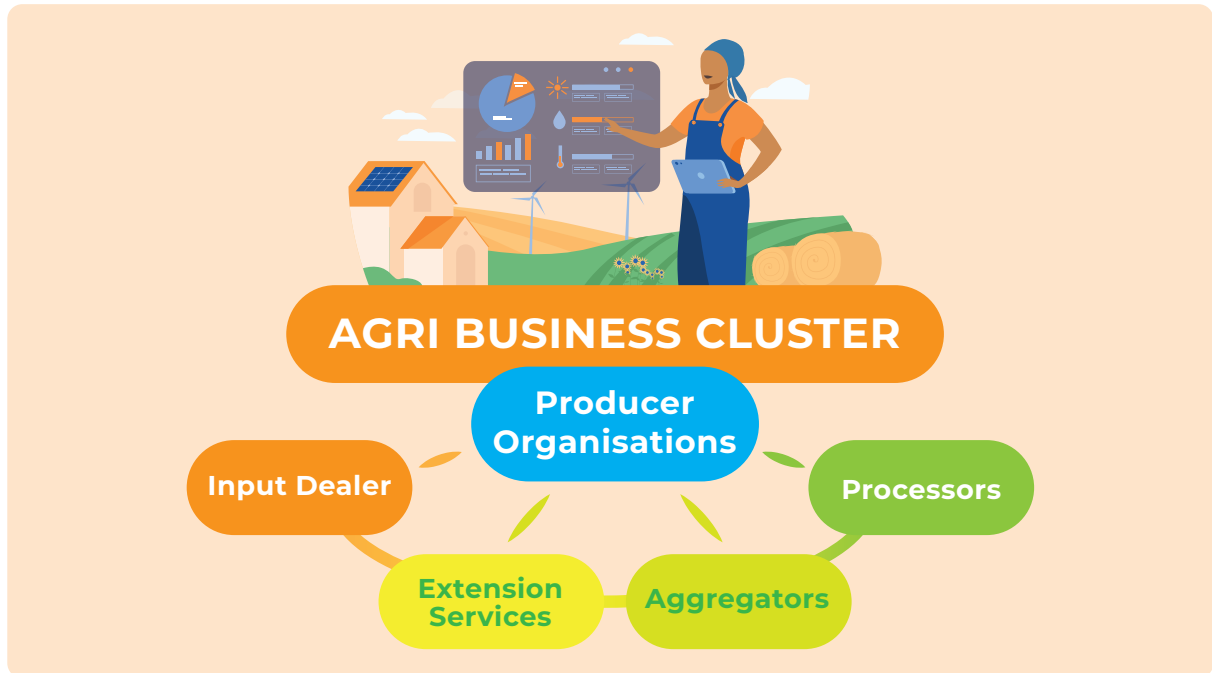 AGRI BUSINESS CLUSTER
Producer
Organisations
Input Dealer
Processors
Extension
Services
Aggregators